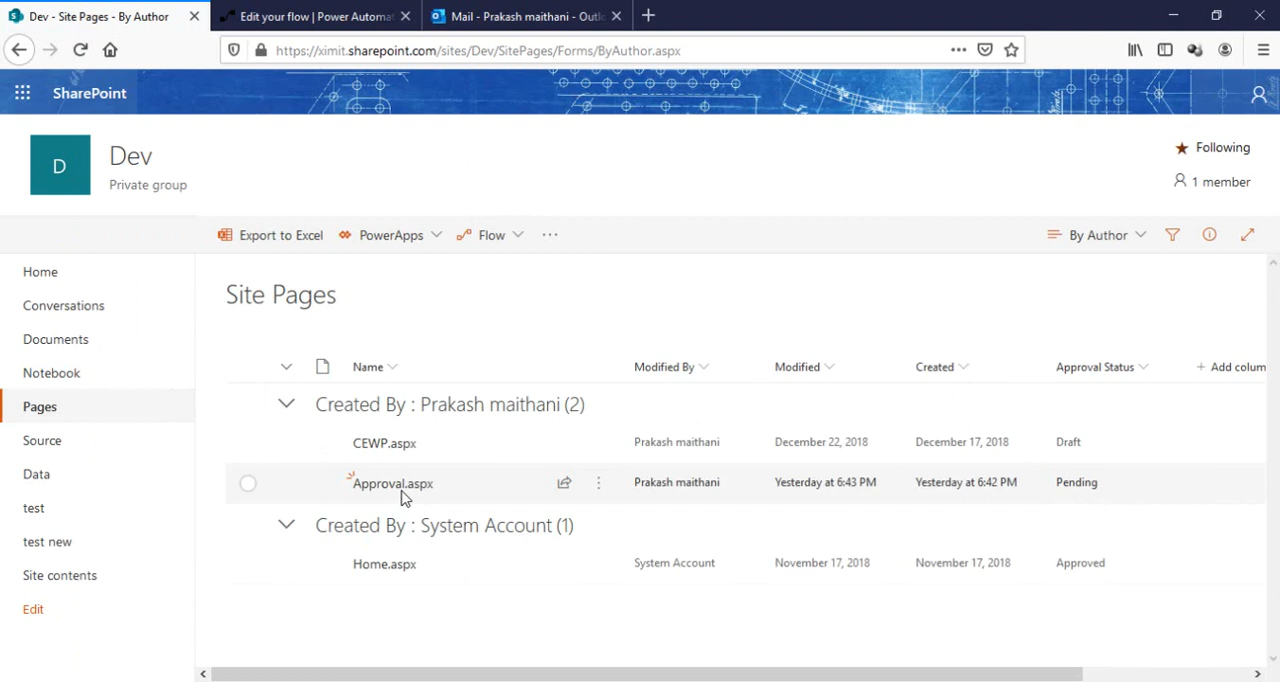 Dev - Site Pages - By Author
Edit your flow | Power Automat
Mail - Prakash maithani - Outlo
https://ximit.sharepoint.com/sites/Dev/SitePages/Forms/ByAuthor.aspx
SharePoint
D
Dev
Private group
Following
1 member
Export to Excel
PowerApps
Flow
By Author
Home
Conversations
Documents
Notebook
Pages
Source
Data
test
test new
Site contents
Edit
Site Pages
Name Modified By Modified Created Approval Status + Add colum
Created By : Prakash maithani (2)
CEWP.aspx Prakash maithani December 22, 2018 December 17, 2018 Draft
Approval.aspx Prakash maithani Yesterday at 6:43 PM Yesterday at 6:42 PM Pending
Created By : System Account (1)
Home.aspx System Account November 17, 2018 November 17, 2018 Approved